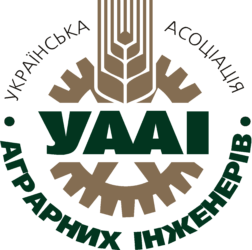 УКРАЇНСЬКА АСОЦІАЦІЯ
УААІ
• АГРАРНИХ ІНЖЕНЕРІВ •